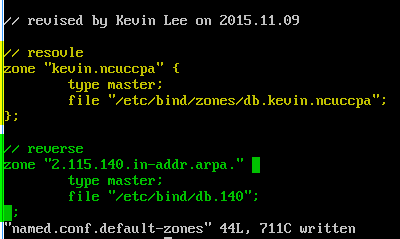 // revised by Kevin Lee on 2015.11.09
// resovle
zone "kevin.ncuccpa" {
type master;
file "/etc/bind/zones/db.kevin.ncuccpa";
};
// reverse
zone "2.115.140.in-addr.arpa." {
type master;
file "/etc/bind/db.140";
};
"named.conf.default-zones" 44L, 711C written